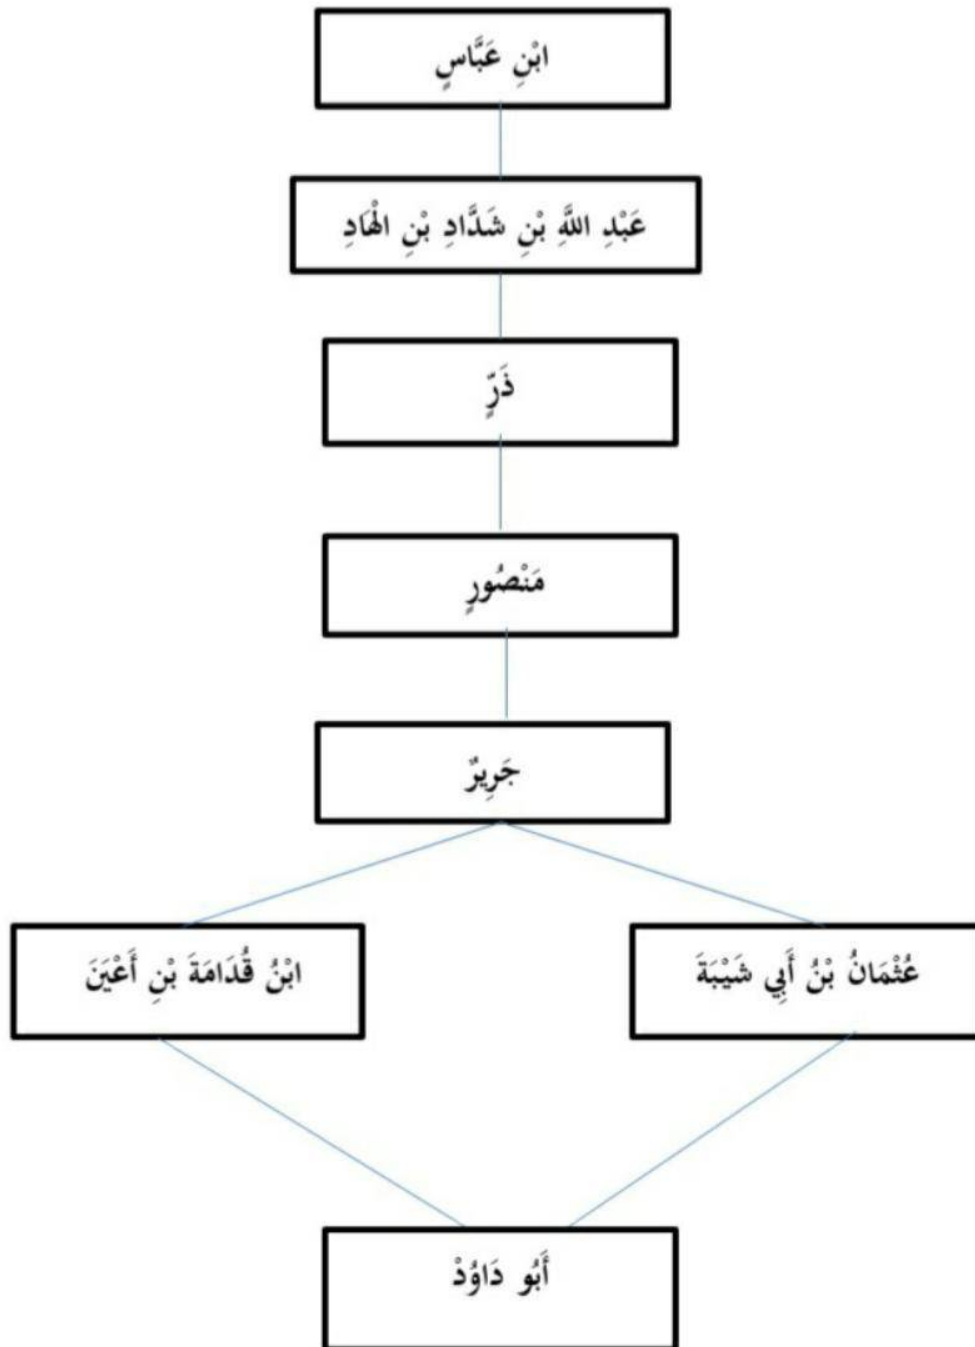 ابْنِ عَبَّاسٍ
عَبْدِ اللَّهِ بْنِ شَدَّادِ بْنِ الْهَادِ
ذَرٍّ
مَنْصُورٍ
جَرِيرٌ
عُثْمَانُ بْنُ أَبِي شَيْبَةَ
ابْنُ قُدَامَةَ بْنِ أَعْيَنَ
أَبُو دَاوُدْ